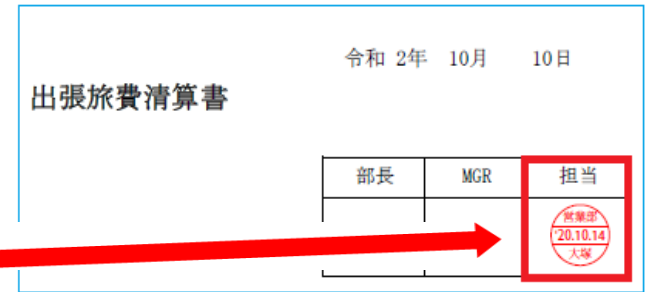 令和 2年 10月 10日
出張旅費清算書
部長 MGR 担当
営業部
'20.10.14
大塚